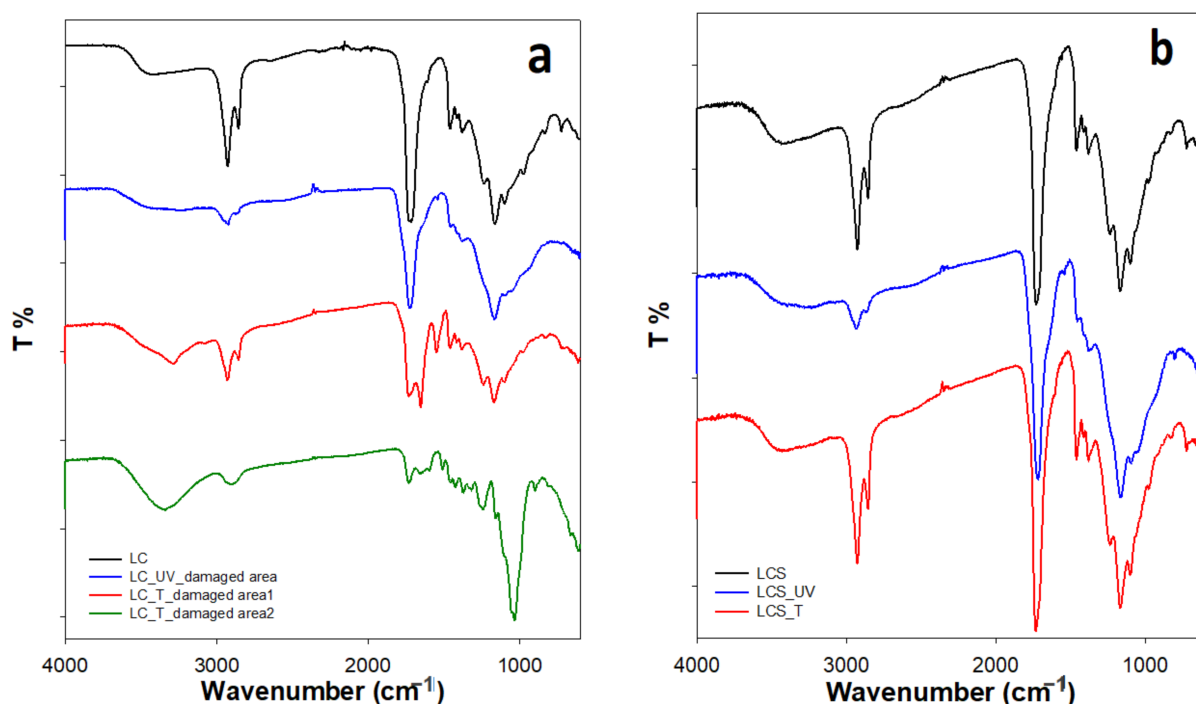 a
T %
LC
LC_UV_damaged area
LC_T_damaged area1
LC_T_damaged area2
4000 3000 2000 1000
Wavenumber (cm⁻¹)
b
T %
LCS
LCS_UV
LCS_T
4000 3000 2000 1000
Wavenumber (cm⁻¹)